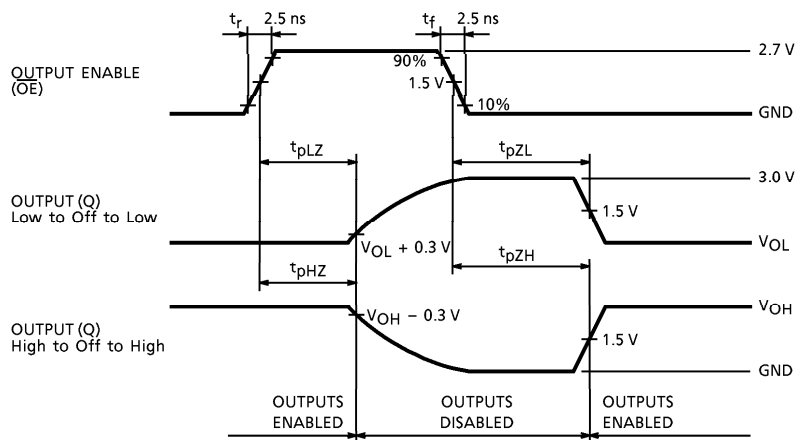 tr 2.5 ns tf 2.5 ns
2.7 V
90%
OUTPUT ENABLE
(O̅E̅)
1.5 V
10%
GND
tpLZ tpZL
3.0 V
OUTPUT (Q)
Low to Off to Low
1.5 V
VOL + 0.3 V
VOL
tpHZ tpZH
VOH
VOH − 0.3 V
OUTPUT (Q)
High to Off to High
1.5 V
GND
OUTPUTS ENABLED
OUTPUTS DISABLED
OUTPUTS ENABLED